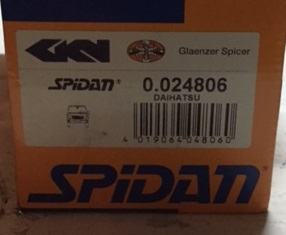 GKN Glaenzer Spicer
SPiDAN® 0.024806
DAIHATSU
4 019064 048060
SPiDAN